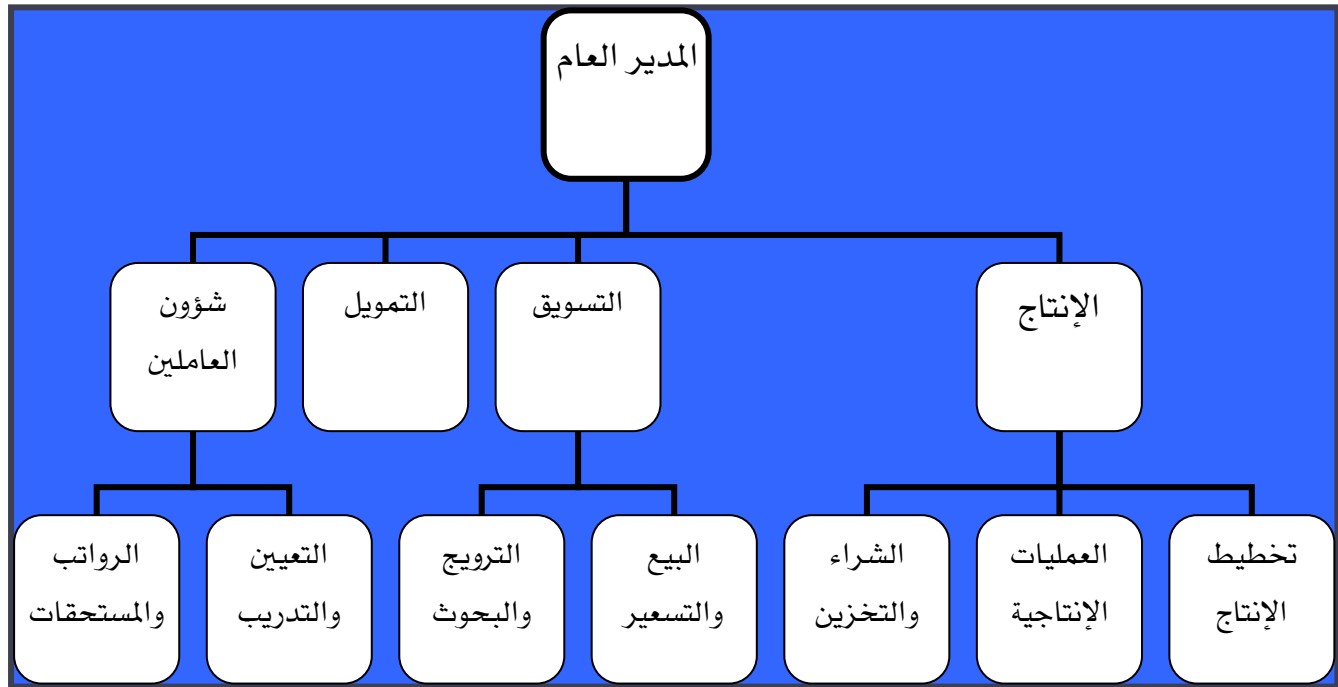 المدير العام
الإنتاج
التسويق
التمويل
شؤون
العاملين
تخطيط
الإنتاج
العمليات
الإنتاجية
الشراء
والتخزين
البيع
والتسعير
الترويج
والبحوث
التعيين
والتدريب
الرواتب
والمستحقات